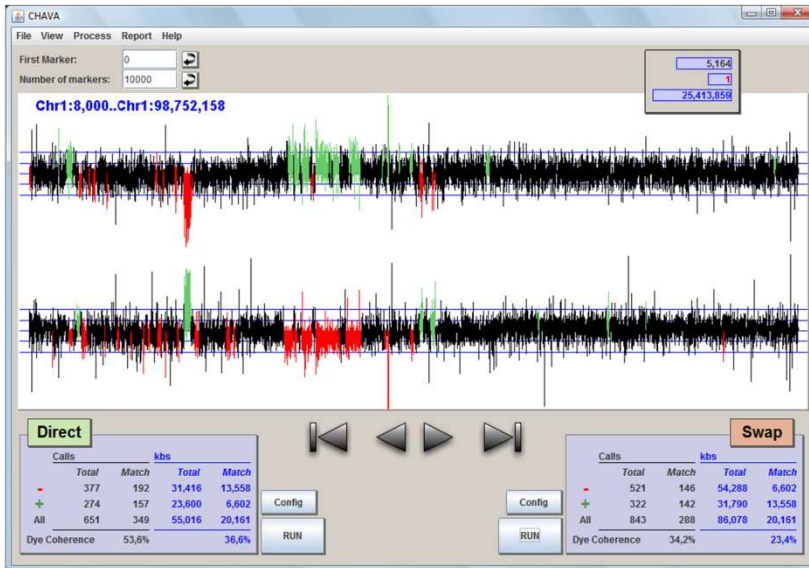 CHAVA
File View Process Report Help
First Marker: 0
Number of markers: 10000
5,164
1
25,413,859
Chr1:8,000..Chr1:98,752,158
Direct
Calls kbs
Total Match Total Match
- 377 192 31,416 13,558
+ 274 157 23,600 6,602
All 651 349 55,016 20,161
Dye Coherence 53,6% 36,6%
Config
RUN
Config
RUN
Swap
Calls kbs
Total Match Total Match
- 521 146 54,288 6,602
+ 322 142 31,790 13,558
All 843 288 86,078 20,161
Dye Coherence 34,2% 23,4%